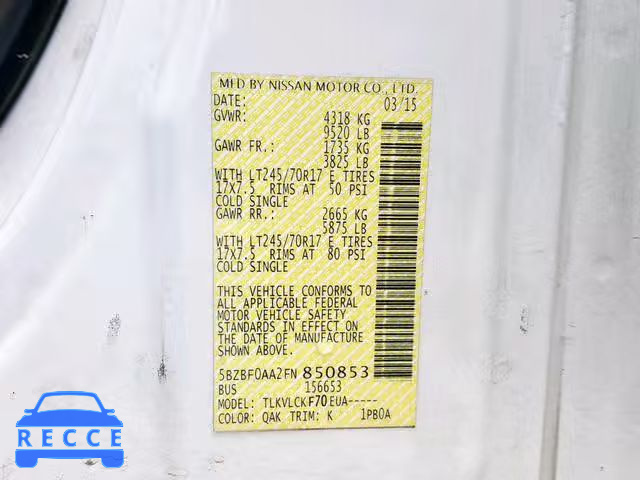 MFD BY NISSAN MOTOR CO., LTD.
DATE: 03/15
GVWR: 4318 KG
9520 LB
GAWR FR.: 1735 KG
3825 LB
WITH LT245/70R17 E TIRES
17X7.5 RIMS AT 50 PSI
COLD SINGLE
GAWR RR.: 2665 KG
5875 LB
WITH LT245/70R17 E TIRES
17X7.5 RIMS AT 80 PSI
COLD SINGLE
THIS VEHICLE CONFORMS TO
ALL APPLICABLE FEDERAL
MOTOR VEHICLE SAFETY
STANDARDS IN EFFECT ON
THE DATE OF MANUFACTURE
SHOWN ABOVE.
5BZBF0AA2FN 850853
BUS 156653
MODEL: TLKVLCKF70EUA-----
COLOR: QAK TRIM: K 1PB0A
RECCE